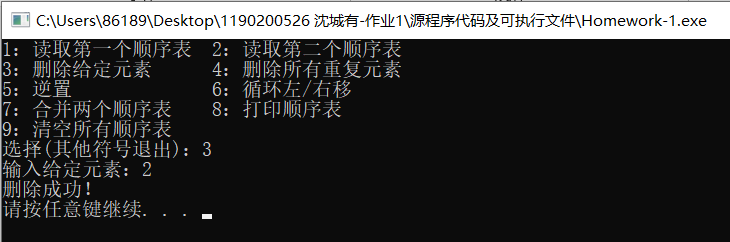 C:\Users\86189\Desktop\1190200526 沈城有-作业1\源程序代码及可执行文件\Homework-1.exe
1: 读取第一个顺序表 2: 读取第二个顺序表
3: 删除给定元素 4: 删除所有重复元素
5: 逆置 6: 循环左/右移
7: 合并两个顺序表 8: 打印顺序表
9: 清空所有顺序表
选择(其他符号退出): 3
输入给定元素: 2
删除成功!
请按任意键继续. . .